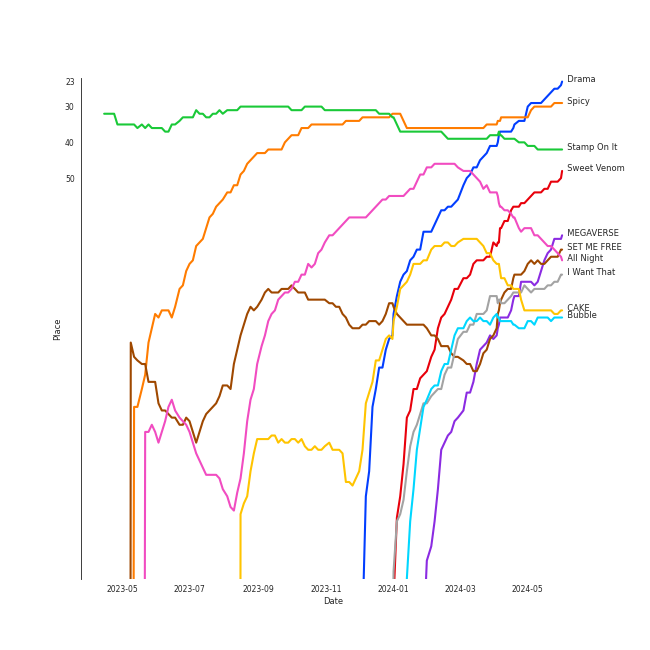 23
30
40
50
Place
Drama
Spicy
Stamp On It
Sweet Venom
MEGAVERSE
SET ME FREE
All Night
I Want That
CAKE
Bubble
2023-05
2023-07
2023-09
2023-11
2024-01
2024-03
2024-05
Date